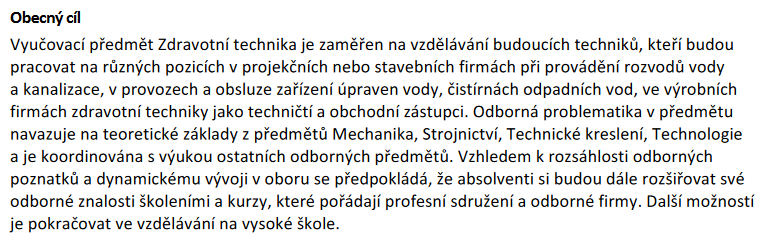 Obecný cíl
Vyučovací předmět Zdravotní technika je zaměřen na vzdělávání budoucích techniků, kteří budou
pracovat na různých pozicích v projekčních nebo stavebních firmách při provádění rozvodů vody
a kanalizace, v provozech a obsluze zařízení úpraven vody, čistírnách odpadních vod, ve výrobních
firmách zdravotní techniky jako techničtí a obchodní zástupci. Odborná problematika v předmětu
navazuje na teoretické základy z předmětů Mechanika, Strojnictví, Technické kreslení, Technologie
a je koordinována s výukou ostatních odborných předmětů. Vzhledem k rozsáhlosti odborných
poznatků a dynamickému vývoji v oboru se předpokládá, že absolventi si budou dále rozšiřovat své
odborné znalosti školeními a kurzy, které pořádají profesní sdružení a odborné firmy. Další možností
je pokračovat ve vzdělávání na vysoké škole.